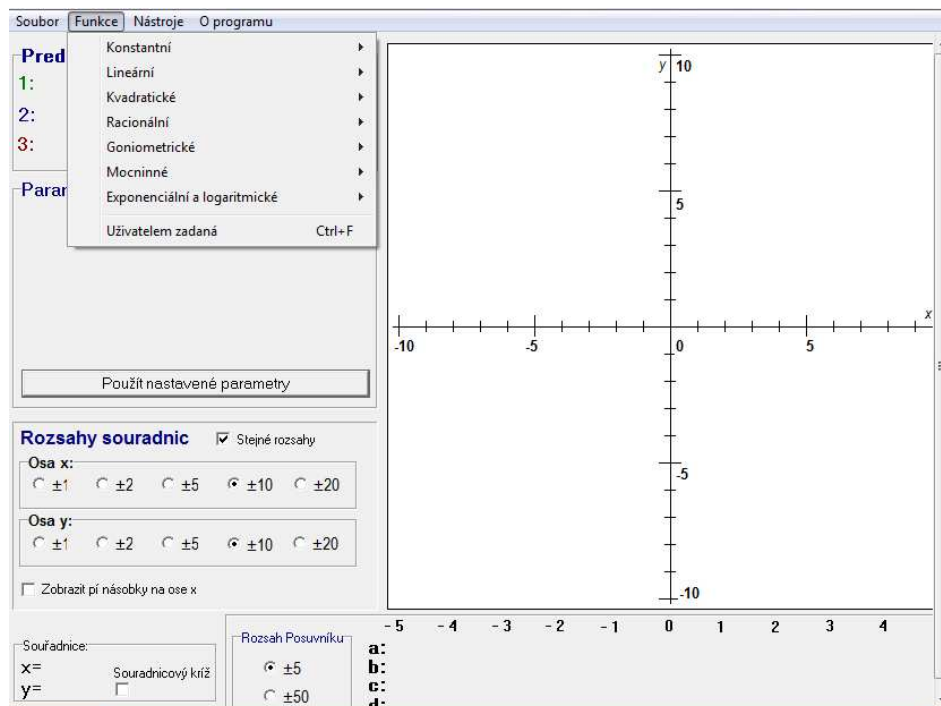 Soubor Funkce Nástroje O programu
Konstantní
Lineární
Kvadratické
Racionální
Goniometrické
Mocninné
Exponenciální a logaritmické
Uživatelem zadaná Ctrl+F
Pred
1:
2:
3:
Parar
Použít nastavené parametry
Rozsahy souradnic Stejné rozsahy
Osa x:
±1 ±2 ±5 ±10 ±20
Osa y:
±1 ±2 ±5 ±10 ±20
Zobrazit pí násobky na ose x
Souřadnice:
x=
y=
Souradnicový kríž
Rozsah Posuvníku
±5
±50
y 10
5
x
-10 -5 0 5
-5
-10
-5 -4 -3 -2 -1 0 1 2 3 4
a:
b:
c:
d: